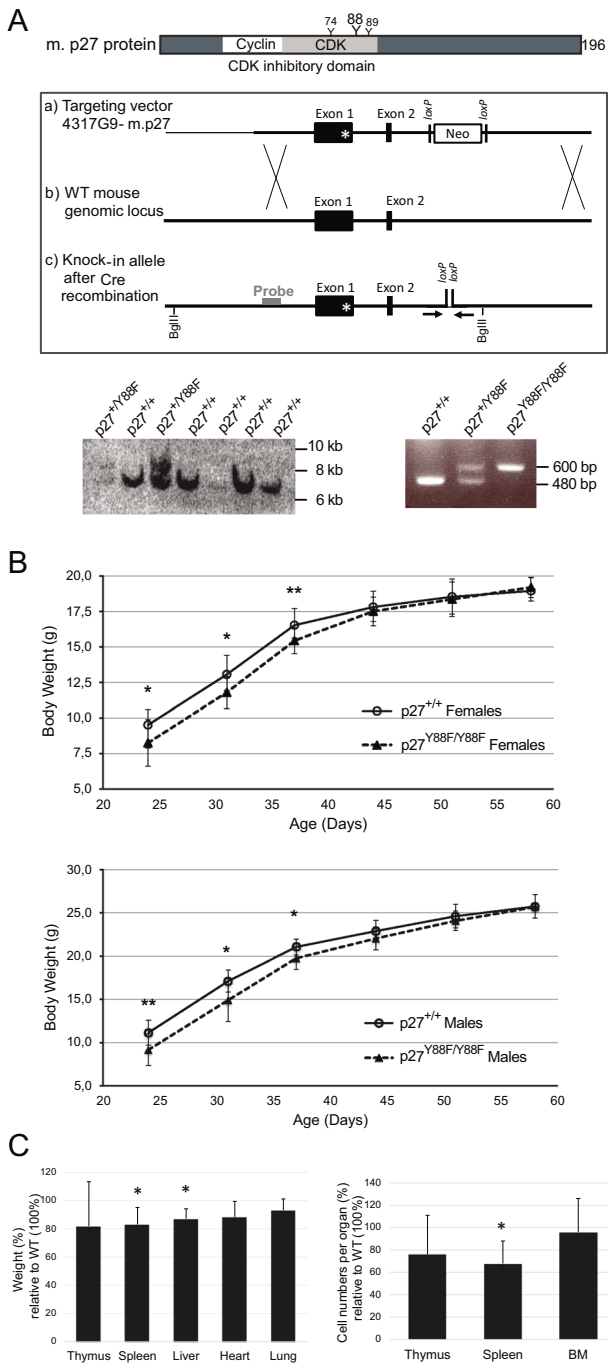 A
74 88 89
Y Y Y
m. p27 protein Cyclin CDK 196
CDK inhibitory domain
a) Targeting vector
4317G9- m.p27
Exon 1 Exon 2 loxP Neo loxP
*
b) WT mouse
genomic locus
Exon 1 Exon 2
c) Knock-in allele
after Cre
recombination
Probe Exon 1 Exon 2 loxP loxP
*
BglII BglII
p27+/Y88F p27+/+ p27+/Y88F p27+/+ p27+/+ p27+/+ p27+/+
10 kb
8 kb
6 kb
p27+/+ p27+/Y88F p27Y88F/Y88F
600 bp
480 bp
B
Body Weight (g)
20,0
17,5
15,0
12,5
10,0
7,5
5,0
* * **
p27+/+ Females
p27Y88F/Y88F Females
20 25 30 35 40 45 50 55 60
Age (Days)
Body Weight (g)
30,0
25,0
20,0
15,0
10,0
5,0
** * *
p27+/+ Males
p27Y88F/Y88F Males
20 25 30 35 40 45 50 55 60
Age (Days)
C
Weight (%)
relative to WT (100%)
120
100
80
60
40
20
0
* *
Thymus Spleen Liver Heart Lung
Cell numbers per organ (%)
relative to WT (100%)
140
120
100
80
60
40
20
0
*
Thymus Spleen BM